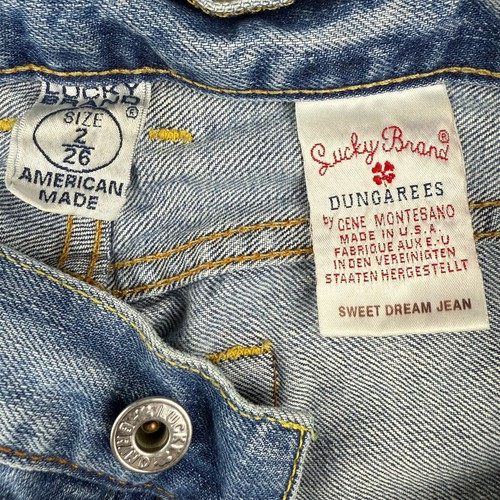 LUCKY
BRAND®
SIZE
2
26
AMERICAN
MADE
Lucky Brand®
DUNGAREES
by GENE MONTESANO
MADE IN U.S.A.
FABRIQUE AUX E.-U
IN DEN VEREINIGTEN
STAATEN HERGESTELLT
SWEET DREAM JEAN
LUCKY